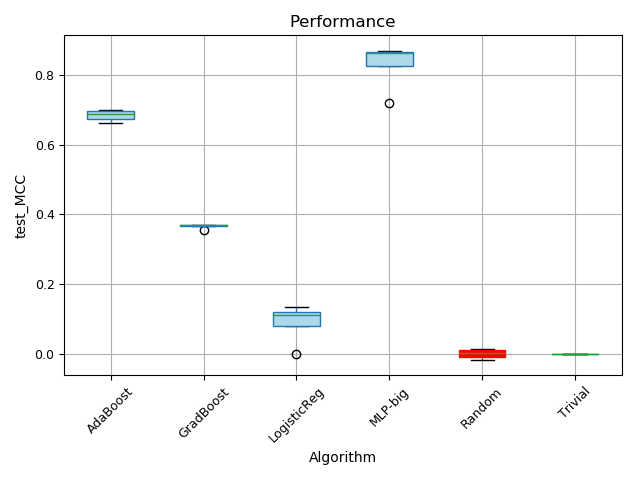 Performance
test_MCC
0.8
0.6
0.4
0.2
0.0
AdaBoost
GradBoost
LogisticReg
MLP-big
Random
Trivial
Algorithm